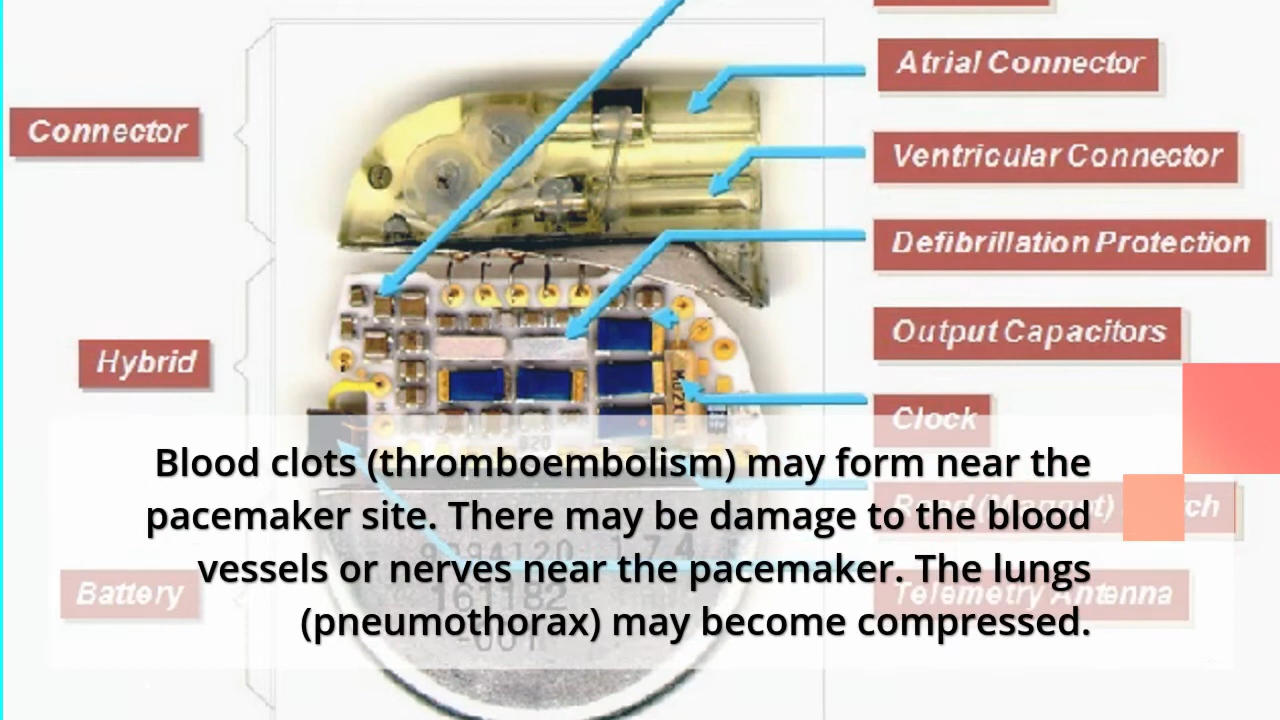 Atrial Connector
Connector
Ventricular Connector
Defibrillation Protection
Output Capacitors
Hybrid
Clock
Blood clots (thromboembolism) may form near the
pacemaker site. There may be damage to the blood
vessels or nerves near the pacemaker. The lungs
(pneumothorax) may become compressed.
Battery
Telemetry Antenna
161182